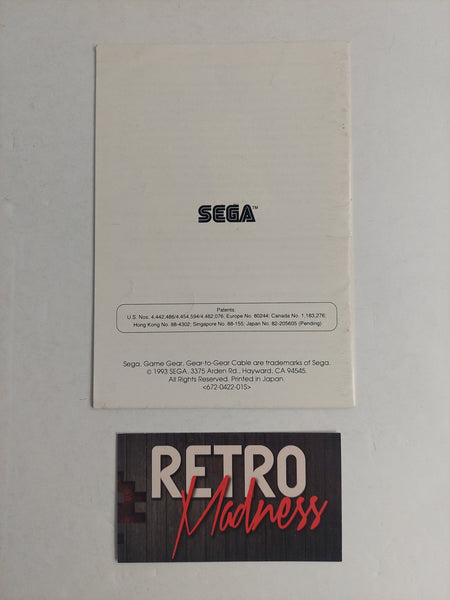 SEGA™
Patents:
U.S. Nos. 4,442,486/4,454,594/4,462,076; Europe No. 80244; Canada No. 1,183,276;
Hong Kong No. 88-4302; Singapore No. 88-155; Japan No. 82-205605 (Pending)
Sega, Game Gear, Gear-to-Gear Cable are trademarks of Sega.
© 1993 SEGA, 3375 Arden Rd., Hayward, CA 94545.
All Rights Reserved. Printed in Japan.
<672-0422-01S>
RETRO
Madness